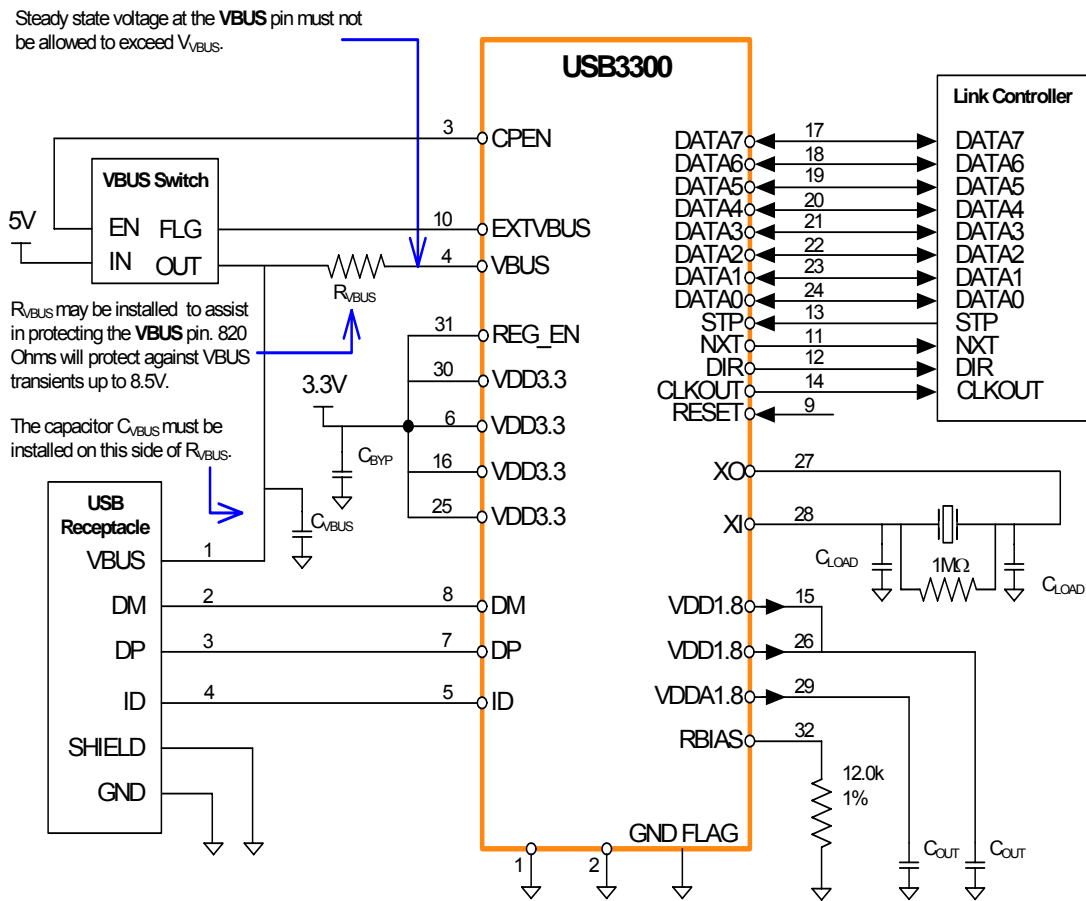 Steady state voltage at the VBUS pin must not
be allowed to exceed VVBUS.
USB3300
Link Controller
3
CPEN
DATA7
17
DATA7
DATA6
18
DATA6
VBUS Switch
DATA5
19
DATA5
5V
EN FLG
10
EXTVBUS
DATA4
20
DATA4
DATA3
21
DATA3
IN OUT
4
VBUS
DATA2
22
DATA2
DATA1
23
DATA1
RVBUS
DATA0
24
DATA0
RVBUS may be installed to assist
in protecting the VBUS pin. 820
Ohms will protect against VBUS
transients up to 8.5V.
STP
13
STP
31
REG_EN
NXT
11
NXT
DIR
12
DIR
3.3V
30
VDD3.3
CLKOUT
14
CLKOUT
RESET
9
6
VDD3.3
The capacitor CVBUS must be
installed on this side of RVBUS.
CBYP
16
VDD3.3
XO
27
25
VDD3.3
XI
28
USB
Receptacle
CVBUS
CLOAD
1MΩ
CLOAD
VBUS
1
DM
2
8
DM
VDD1.8
15
DP
3
7
DP
VDD1.8
26
ID
4
5
ID
VDDA1.8
29
SHIELD
RBIAS
32
GND
12.0k
1%
GND FLAG
1
2
COUT
COUT